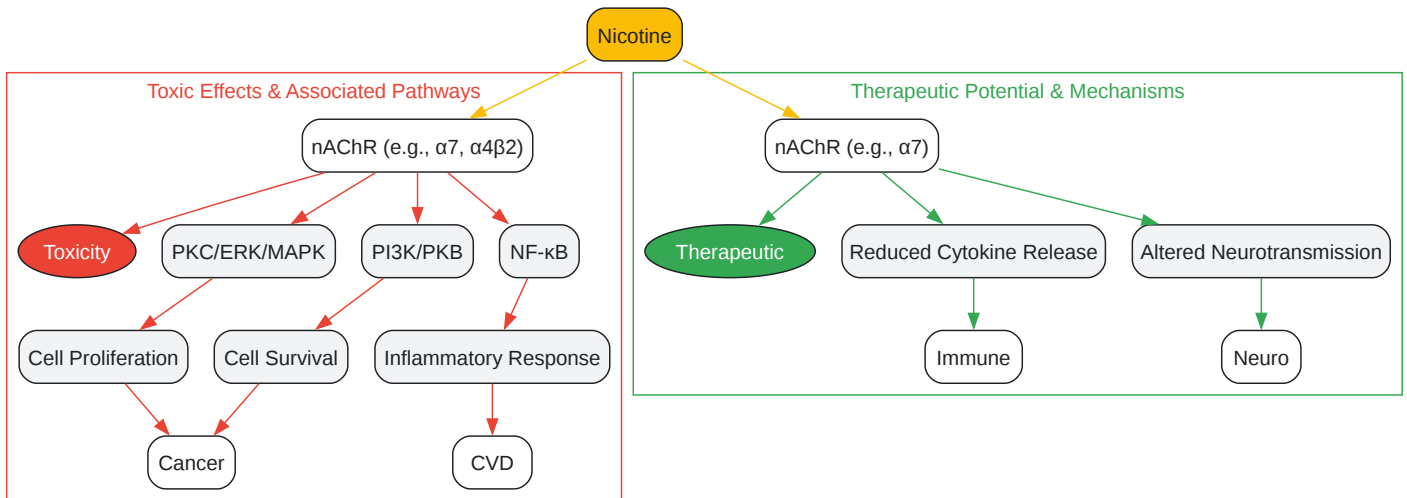 Nicotine
Toxic Effects & Associated Pathways
Therapeutic Potential & Mechanisms
nAChR (e.g., α7, α4β2)
nAChR (e.g., α7)
Toxicity
PKC/ERK/MAPK
PI3K/PKB
NF-κB
Therapeutic
Reduced Cytokine Release
Altered Neurotransmission
Cell Proliferation
Cell Survival
Inflammatory Response
Immune
Neuro
Cancer
CVD